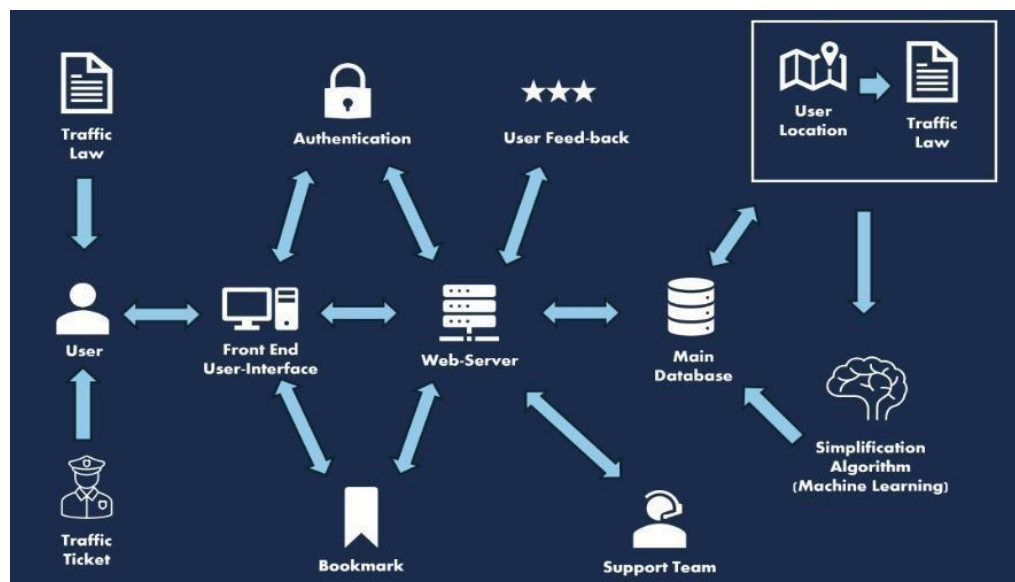 Traffic
Law
Authentication
User Feed-back
User
Location
Traffic
Law
User
Front End
User-Interface
Web-Server
Main
Database
Simplification
Algorithm
(Machine Learning)
Traffic
Ticket
Bookmark
Support Team